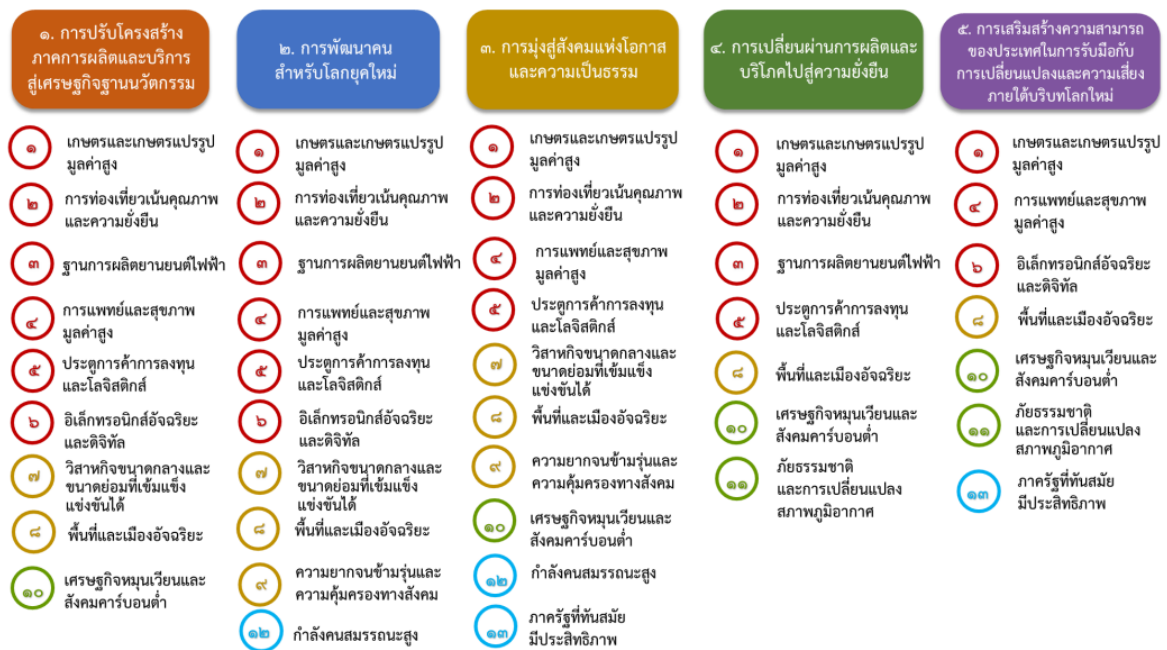 ๑. การปรับโครงสร้าง
ภาคการผลิตและบริการ
สู่เศรษฐกิจฐานนวัตกรรม
๑
เกษตรและเกษตรแปรรูป
มูลค่าสูง
๒
การท่องเที่ยวเน้นคุณภาพ
และความยั่งยืน
๓
ฐานการผลิตยานยนต์ไฟฟ้า
๔
การแพทย์และสุขภาพ
มูลค่าสูง
๕
ประตูการค้าการลงทุน
และโลจิสติกส์
๖
อิเล็กทรอนิกส์อัจฉริยะ
และดิจิทัล
๗
วิสาหกิจขนาดกลางและ
ขนาดย่อมที่เข้มแข็ง
แข่งขันได้
๘
พื้นที่และเมืองอัจฉริยะ
๑๐
เศรษฐกิจหมุนเวียนและ
สังคมคาร์บอนต่ำ
๒. การพัฒนาคน
สำหรับโลกยุคใหม่
๑
เกษตรและเกษตรแปรรูป
มูลค่าสูง
๒
การท่องเที่ยวเน้นคุณภาพ
และความยั่งยืน
๓
ฐานการผลิตยานยนต์ไฟฟ้า
๔
การแพทย์และสุขภาพ
มูลค่าสูง
๕
ประตูการค้าการลงทุน
และโลจิสติกส์
๖
อิเล็กทรอนิกส์อัจฉริยะ
และดิจิทัล
๗
วิสาหกิจขนาดกลางและ
ขนาดย่อมที่เข้มแข็ง
แข่งขันได้
๘
พื้นที่และเมืองอัจฉริยะ
๙
ความยากจนข้ามรุ่นและ
ความคุ้มครองทางสังคม
๑๒
กำลังคนสมรรถนะสูง
๓. การมุ่งสู่สังคมแห่งโอกาส
และความเป็นธรรม
๑
เกษตรและเกษตรแปรรูป
มูลค่าสูง
๒
การท่องเที่ยวเน้นคุณภาพ
และความยั่งยืน
๔
การแพทย์และสุขภาพ
มูลค่าสูง
๕
ประตูการค้าการลงทุน
และโลจิสติกส์
๗
วิสาหกิจขนาดกลางและ
ขนาดย่อมที่เข้มแข็ง
แข่งขันได้
๘
พื้นที่และเมืองอัจฉริยะ
๙
ความยากจนข้ามรุ่นและ
ความคุ้มครองทางสังคม
๑๐
เศรษฐกิจหมุนเวียนและ
สังคมคาร์บอนต่ำ
๑๒
กำลังคนสมรรถนะสูง
๑๓
ภาครัฐที่ทันสมัย
มีประสิทธิภาพ
๔. การเปลี่ยนผ่านการผลิตและ
บริโภคไปสู่ความยั่งยืน
๑
เกษตรและเกษตรแปรรูป
มูลค่าสูง
๒
การท่องเที่ยวเน้นคุณภาพ
และความยั่งยืน
๓
ฐานการผลิตยานยนต์ไฟฟ้า
๕
ประตูการค้าการลงทุน
และโลจิสติกส์
๘
พื้นที่และเมืองอัจฉริยะ
๑๐
เศรษฐกิจหมุนเวียนและ
สังคมคาร์บอนต่ำ
๑๑
ภัยธรรมชาติ
และการเปลี่ยนแปลง
สภาพภูมิอากาศ
๕. การเสริมสร้างความสามารถ
ของประเทศในการรับมือกับ
การเปลี่ยนแปลงและความเสี่ยง
ภายใต้บริบทโลกใหม่
๑
เกษตรและเกษตรแปรรูป
มูลค่าสูง
๔
การแพทย์และสุขภาพ
มูลค่าสูง
๖
อิเล็กทรอนิกส์อัจฉริยะ
และดิจิทัล
๘
พื้นที่และเมืองอัจฉริยะ
๑๐
เศรษฐกิจหมุนเวียนและ
สังคมคาร์บอนต่ำ
๑๑
ภัยธรรมชาติ
และการเปลี่ยนแปลง
สภาพภูมิอากาศ
๑๓
ภาครัฐที่ทันสมัย
มีประสิทธิภาพ